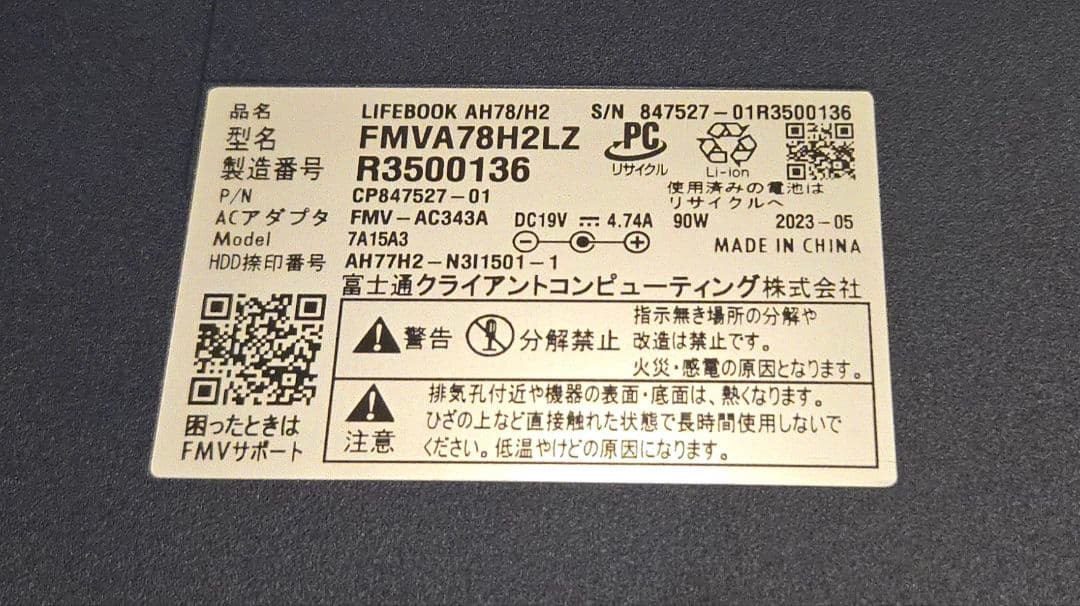 品名 LIFEBOOK AH78/H2 S/N 847527-01R3500136
型名 FMVA78H2LZ
製造番号 R3500136
PC
リサイクル
Li-ion
使用済みの電池は
リサイクルへ
P/N CP847527-01
ACアダプタ FMV-AC343A DC19V ⎓ 4.74A 90W 2023-05
Model 7A15A3
MADE IN CHINA
HDD捺印番号 AH77H2-N3I1501-1
富士通クライアントコンピューティング株式会社
警告
分解禁止
指示無き場所の分解や
改造は禁止です。
火災・感電の原因となります。
注意
排気孔付近や機器の表面・底面は、熱くなります。
ひざの上など直接触れた状態で長時間使用しないで
ください。低温やけどの原因になります。
困ったときは
FMVサポート